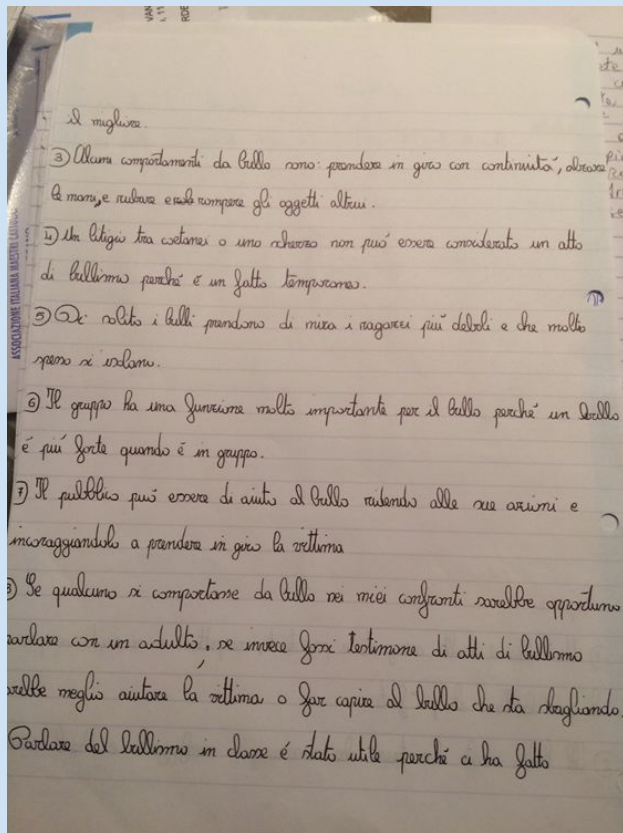 il migliore.
③ Alcuni comportamenti da bullo sono: prendere in giro con continuità, alzare
le mani, e rubare e rompere gli oggetti altrui.
④ Un litigio tra coetanei o uno scherzo non può essere considerato un atto
di bullismo perché é un fatto temporaneo.
⑤ Di solito i bulli prendono di mira i ragazzi più deboli e che molto
spesso si isolano.
⑥ Il gruppo ha una funzione molto importante per il bullo perché un bullo
é più forte quando é in gruppo.
⑦ Il pubblico può essere di aiuto al bullo ridendo alle sue azioni e
incoraggiandolo a prendere in giro la vittima
) Se qualcuno si comportasse da bullo nei miei confronti sarebbe opportuno
parlare con un adulto, se invece fossi testimone di atti di bullismo
sarebbe meglio aiutare la vittima o far capire al bullo che sta sbagliando.
Parlare del bullismo in classe é stato utile perché ci ha fatto
ASSOCIAZIONE ITALIANA MAESTRI